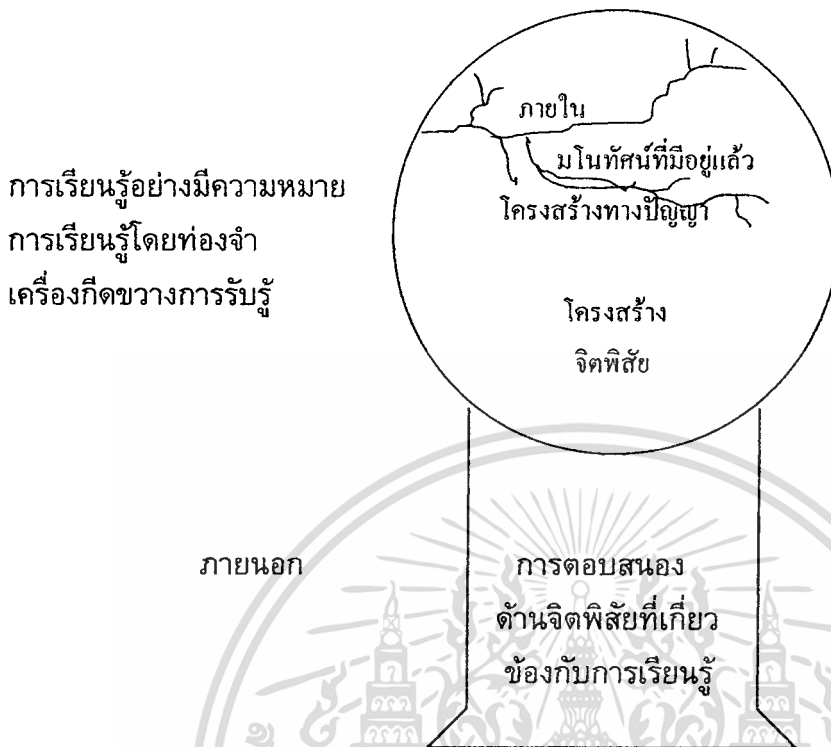 ภายใน
มโนทัศน์ที่มีอยู่แล้ว
โครงสร้างทางปัญญา
การเรียนรู้อย่างมีความหมาย
การเรียนรู้โดยท่องจำ
เครื่องกีดขวางการรับรู้
โครงสร้าง
จิตพิสัย
ภายนอก
การตอบสนอง
ด้านจิตพิสัยที่เกี่ยว
ข้องกับการเรียนรู้